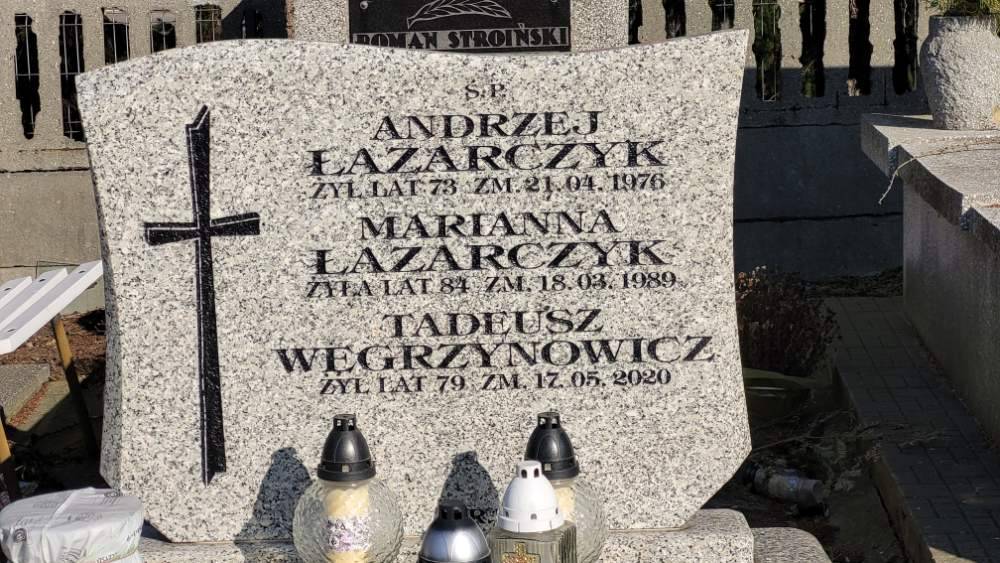 ROMAN STROIŃSKI
Ś.P.
ANDRZEJ
ŁAZARCZYK
ŻYŁ LAT 73 ZM. 21.04.1976
MARIANNA
ŁAZARCZYK
ŻYŁA LAT 84 ZM. 18.03.1989
TADEUSZ
WĘGRZYNOWICZ
ŻYŁ LAT 79 ZM. 17.05.2020